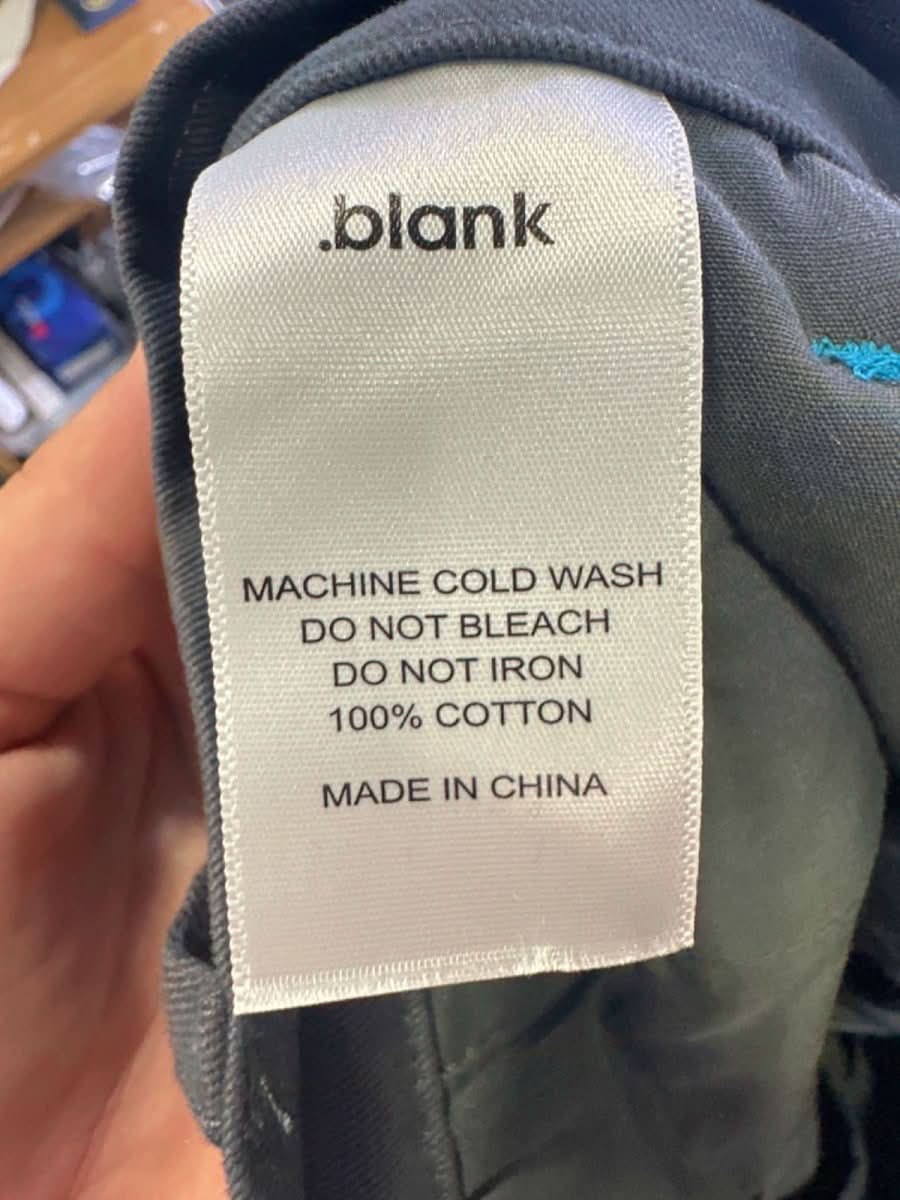 .blank
MACHINE COLD WASH
DO NOT BLEACH
DO NOT IRON
100% COTTON
MADE IN CHINA